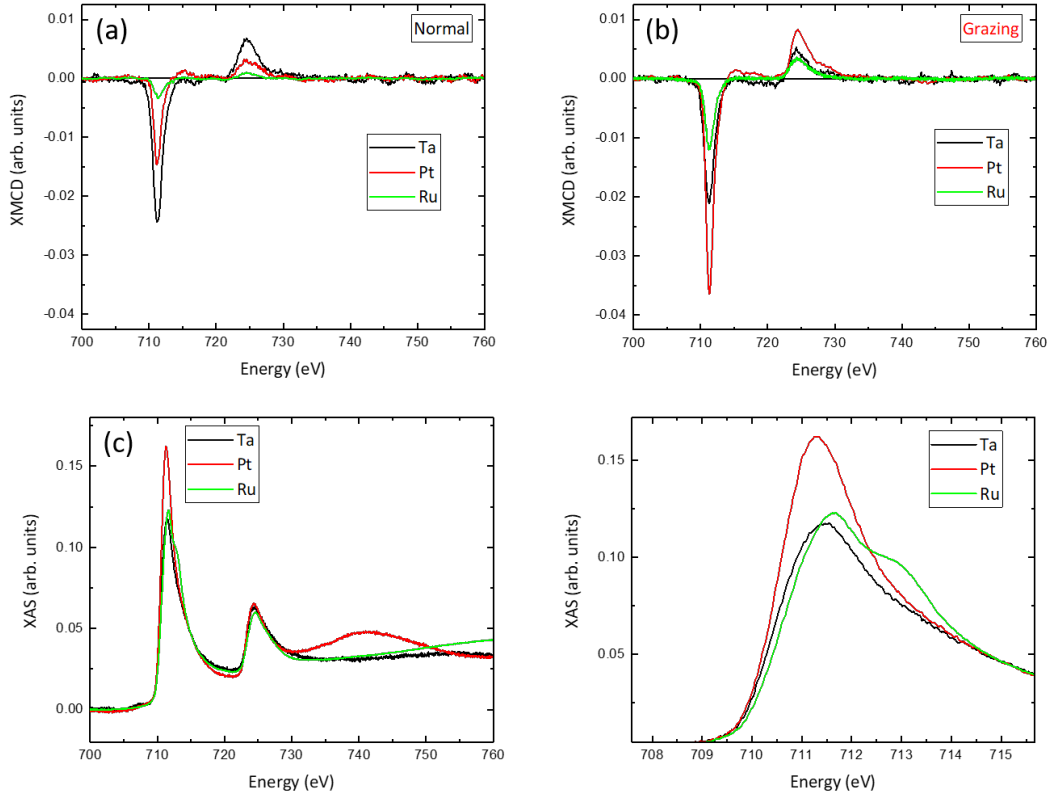 (a)
Normal
0.01
0.00
-0.01
-0.02
-0.03
-0.04
XMCD (arb. units)
Ta
Pt
Ru
700 710 720 730 740 750 760
Energy (eV)
(b)
Grazing
0.01
0.00
-0.01
-0.02
-0.03
-0.04
XMCD (arb. units)
Ta
Pt
Ru
700 710 720 730 740 750 760
Energy (eV)
(c)
Ta
Pt
Ru
0.15
0.10
0.05
0.00
XAS (arb. units)
700 710 720 730 740 750 760
Energy (eV)
Ta
Pt
Ru
0.15
0.10
0.05
XAS (arb. units)
708 709 710 711 712 713 714 715
Energy (eV)